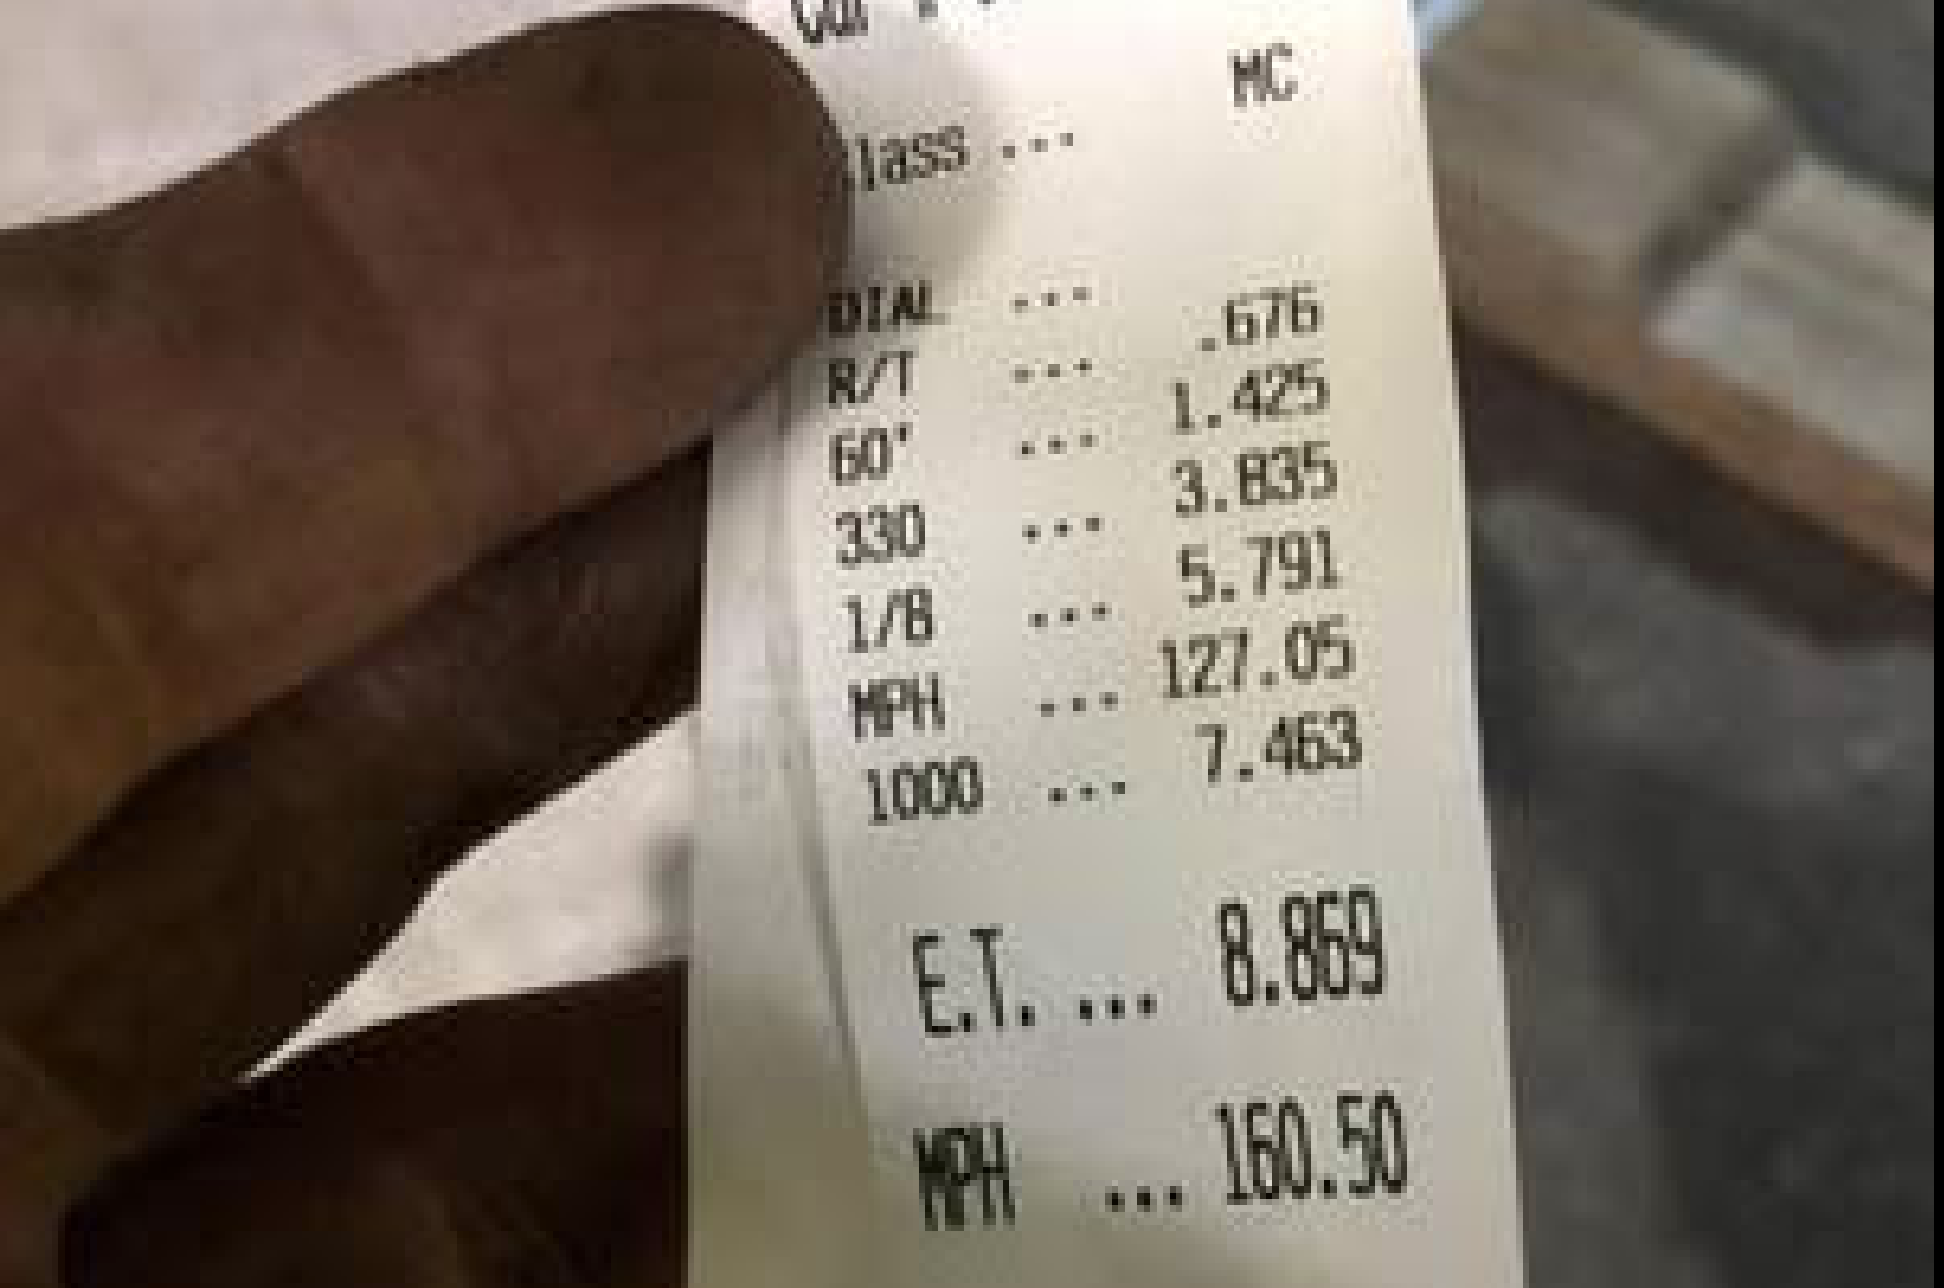 lass ... MC
DIAL ...
R/T ... .676
60' ... 1.425
330 ... 3.835
1/8 ... 5.791
MPH ... 127.05
1000 ... 7.463
E.T. ... 8.869
MPH ... 160.50